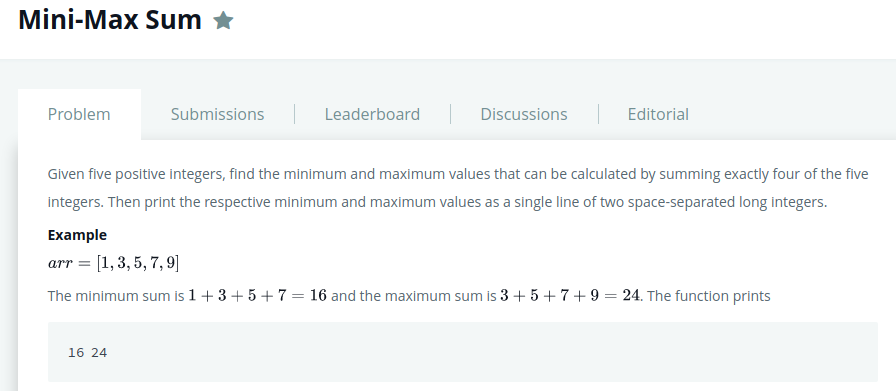 Mini-Max Sum
Problem
Submissions
Leaderboard
Discussions
Editorial
Given five positive integers, find the minimum and maximum values that can be calculated by summing exactly four of the five
integers. Then print the respective minimum and maximum values as a single line of two space-separated long integers.
Example
arr = [1, 3, 5, 7, 9]
The minimum sum is 1 + 3 + 5 + 7 = 16 and the maximum sum is 3 + 5 + 7 + 9 = 24. The function prints
16 24